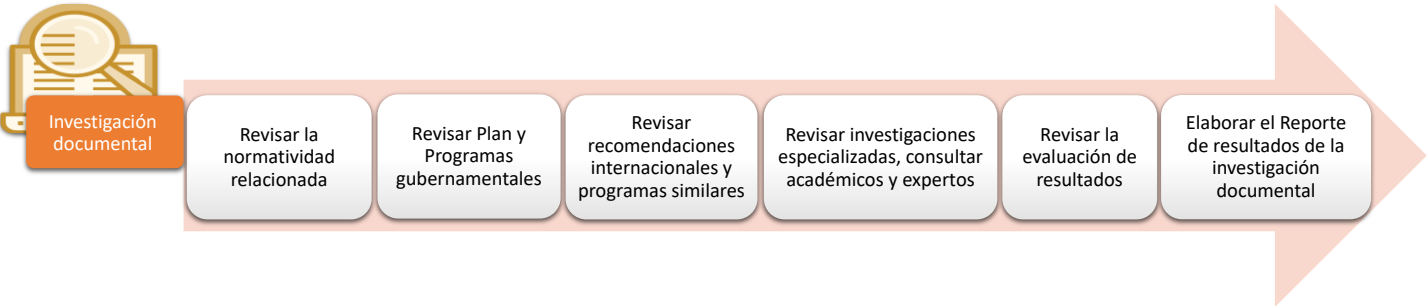 Investigación
documental
Revisar la
normatividad
relacionada
Revisar Plan y
Programas
gubernamentales
Revisar
recomendaciones
internacionales y
programas similares
Revisar investigaciones
especializadas, consultar
académicos y expertos
Revisar la
evaluación de
resultados
Elaborar el Reporte
de resultados de la
investigación
documental